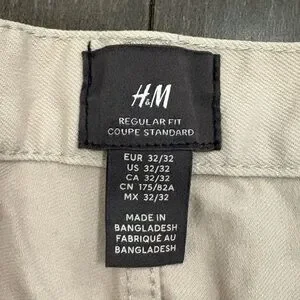 H&M
REGULAR FIT
COUPE STANDARD
EUR 32/32
US 32/32
CA 32/32
CN 175/82A
MX 32/32
MADE IN
BANGLADESH
FABRIQUÉ AU
BANGLADESH